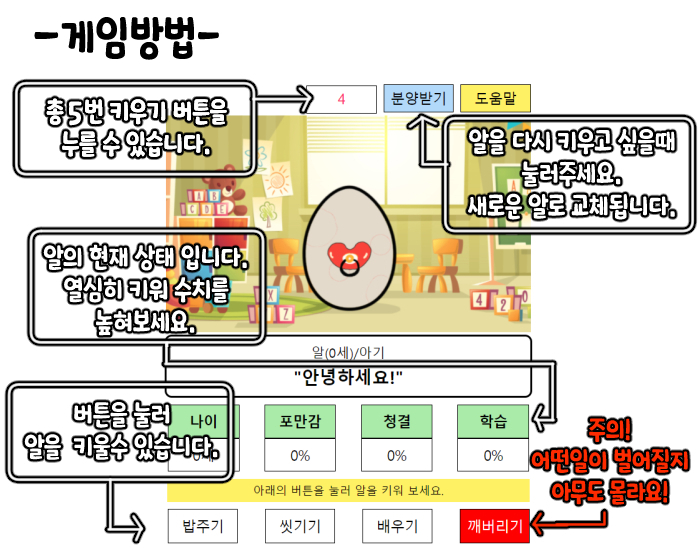 -게임방법-
총 5번 키우기 버튼을
누를 수 있습니다.
4
분양받기
도움말
알을 다시 키우고 싶을때
눌러주세요.
새로운 알로 교체됩니다.
A
ABC
CDEZ
X
Z
4 2 0
알의 현재 상태 입니다.
열심히 키워 수치를
높혀보세요.
알(0세)/아기
"안녕하세요!"
버튼을 눌러
알을 키울수 있습니다.
나이
포만감
청결
학습
0%
0%
0%
주의!
어떤일이 벌어질지
아무도 몰라요!
아래의 버튼을 눌러 알을 키워 보세요.
밥주기
씻기기
배우기
깨버리기